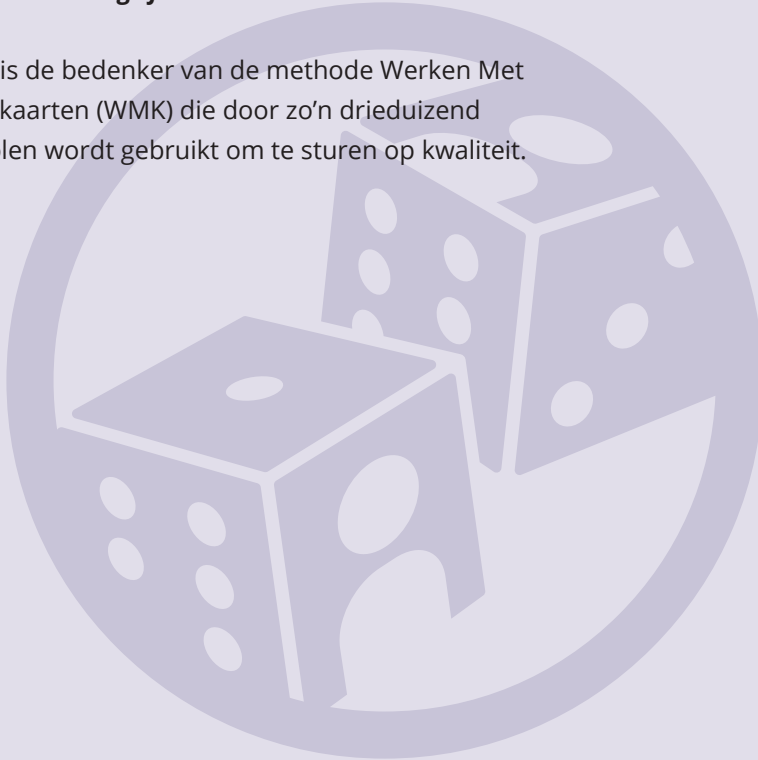 is de bedenker van de methode Werken Met
kaarten (WMK) die door zo’n drieduizend
len wordt gebruikt om te sturen op kwaliteit.